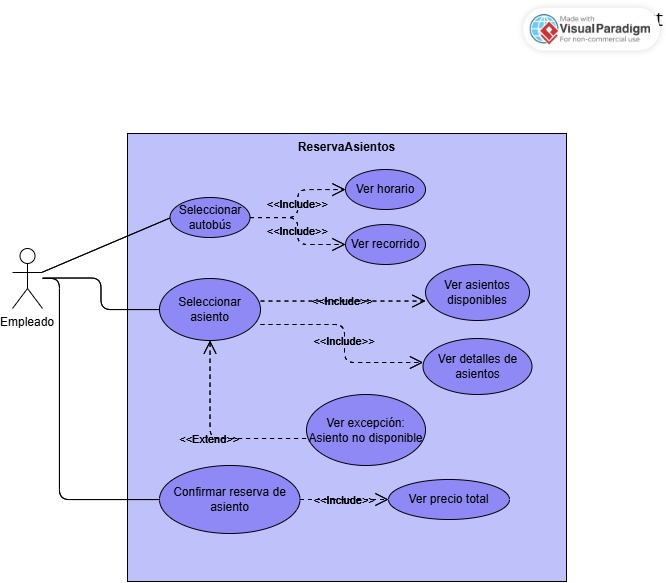 Made with
VisualParadigm
For non-commercial use
t
ReservaAsientos
Seleccionar
autobús
<<Include>>
Ver horario
<<Include>>
Ver recorrido
Empleado
Seleccionar
asiento
<<Include>>
Ver asientos
disponibles
<<Include>>
Ver detalles de
asientos
<<Extend>>
Ver excepción:
Asiento no disponible
Confirmar reserva de
asiento
<<Include>>
Ver precio total